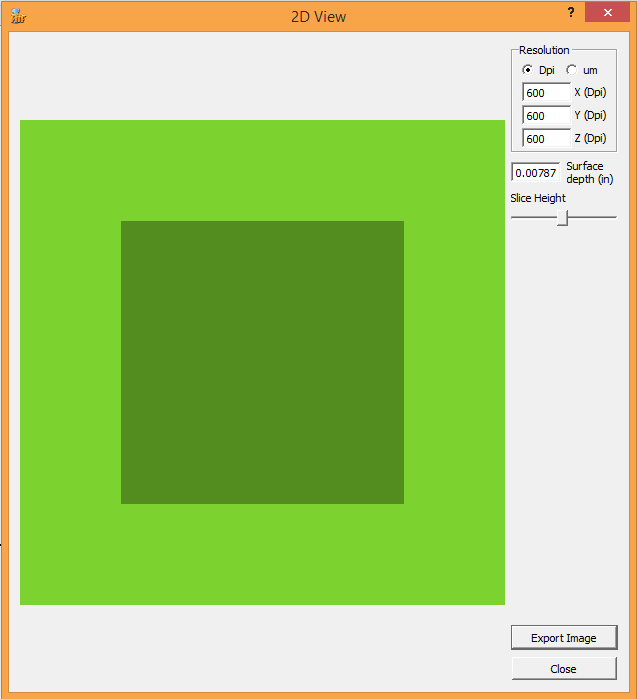 2D View
?
Resolution
Dpi
um
600 X (Dpi)
600 Y (Dpi)
600 Z (Dpi)
0.00787 Surface
depth (in)
Slice Height
Export Image
Close